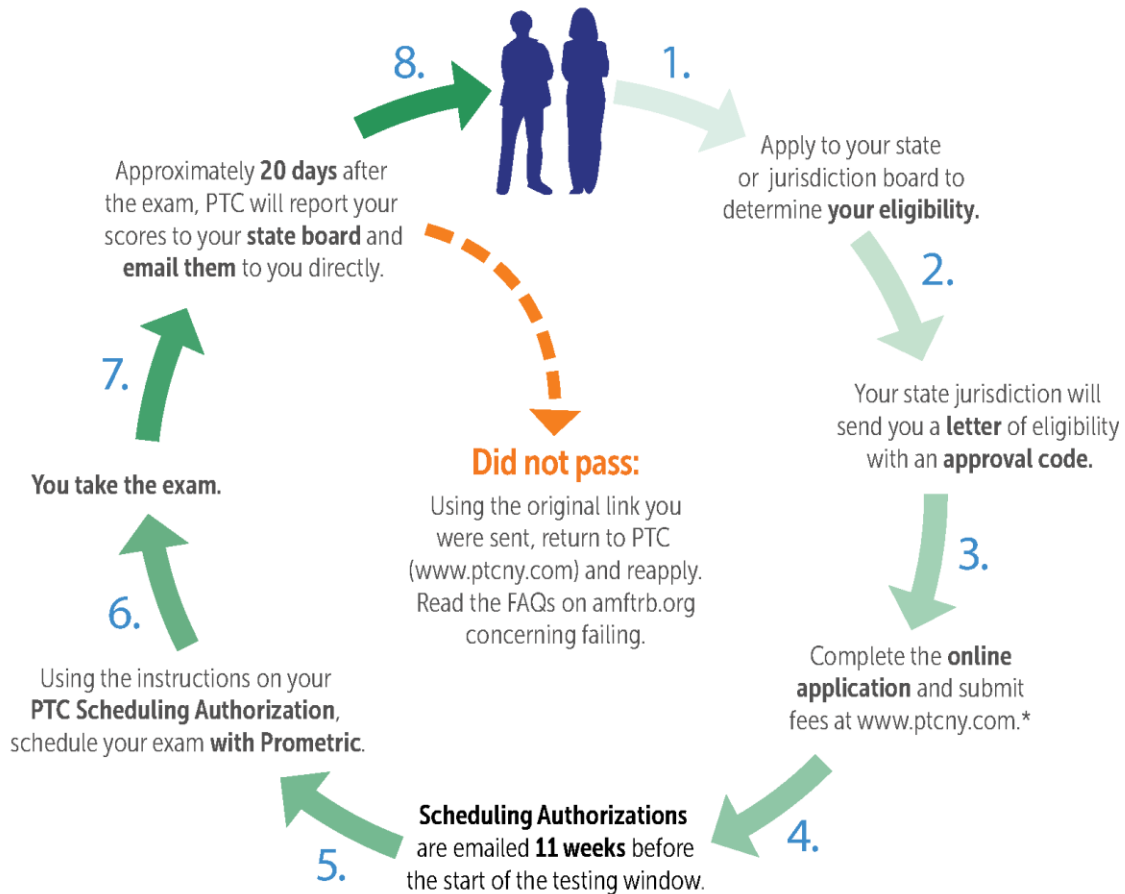 1.
Apply to your state
or jurisdiction board to
determine your eligibility.
2.
Your state jurisdiction will
send you a letter of eligibility
with an approval code.
3.
Complete the online
application and submit
fees at www.ptcny.com.*
4.
Scheduling Authorizations
are emailed 11 weeks before
the start of the testing window.
5.
Using the instructions on your
PTC Scheduling Authorization,
schedule your exam with Prometric.
6.
You take the exam.
7.
Approximately 20 days after
the exam, PTC will report your
scores to your state board and
email them to you directly.
8.
Did not pass:
Using the original link you
were sent, return to PTC
(www.ptcny.com) and reapply.
Read the FAQs on amftrb.org
concerning failing.